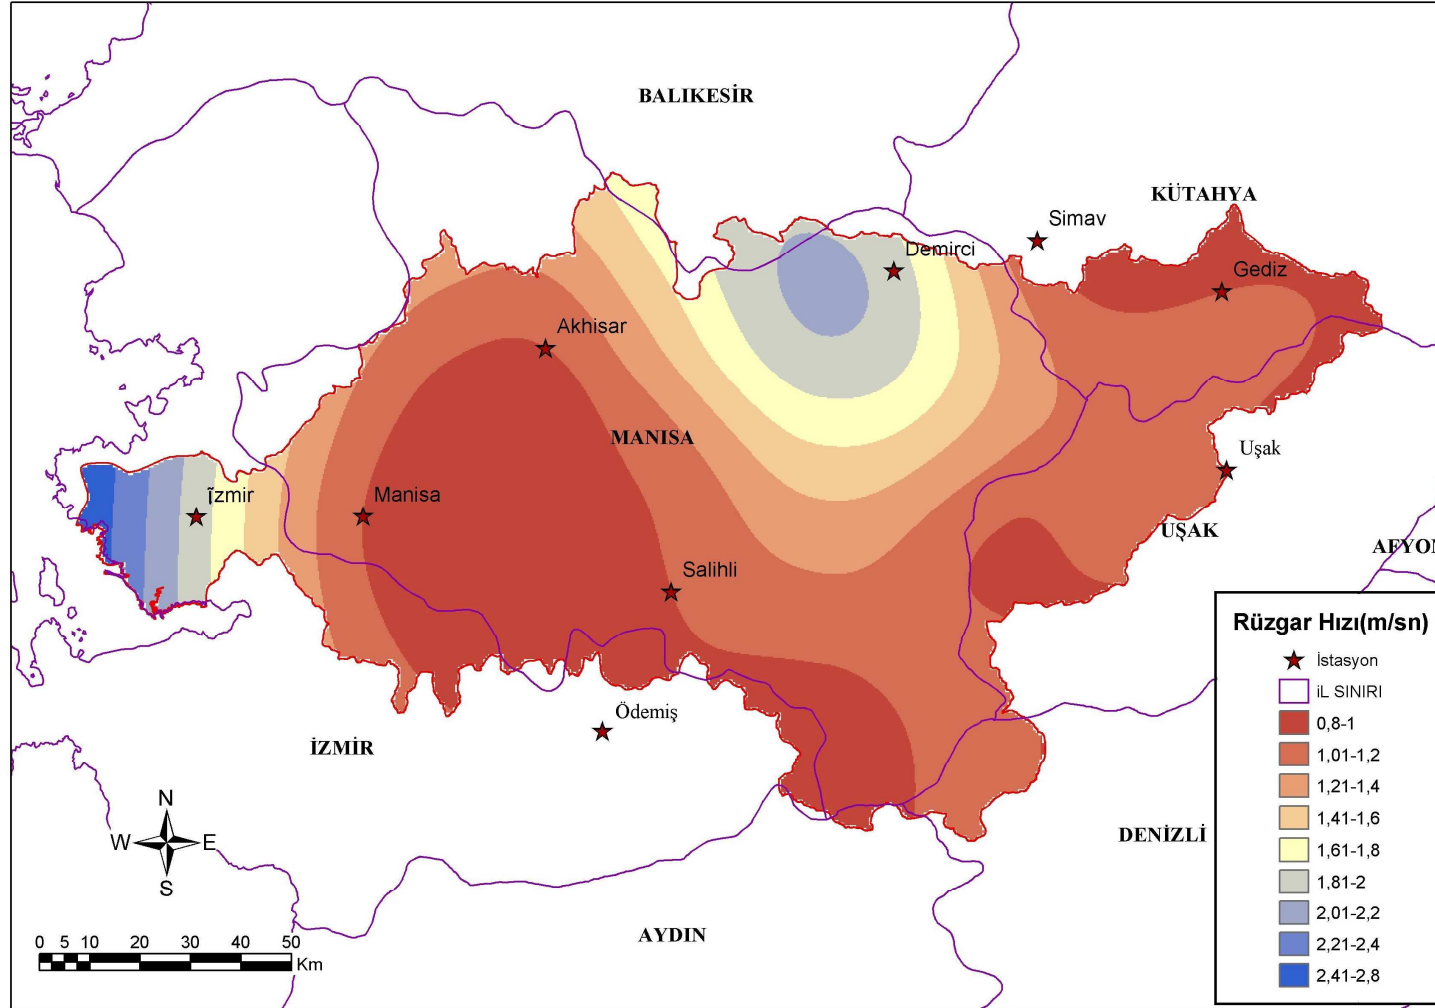 BALIKESİR
KÜTAHYA
Simav
Demirci
Gediz
Akhisar
MANISA
Uşak
İzmir
Manisa
UŞAK
AFYON
Salihli
Ödemiş
İZMİR
DENİZLİ
AYDIN
N
W E
S
0 5 10 20 30 40 50
Km
Rüzgar Hızı(m/sn)
İstasyon
iL SINIRI
0,8-1
1,01-1,2
1,21-1,4
1,41-1,6
1,61-1,8
1,81-2
2,01-2,2
2,21-2,4
2,41-2,8